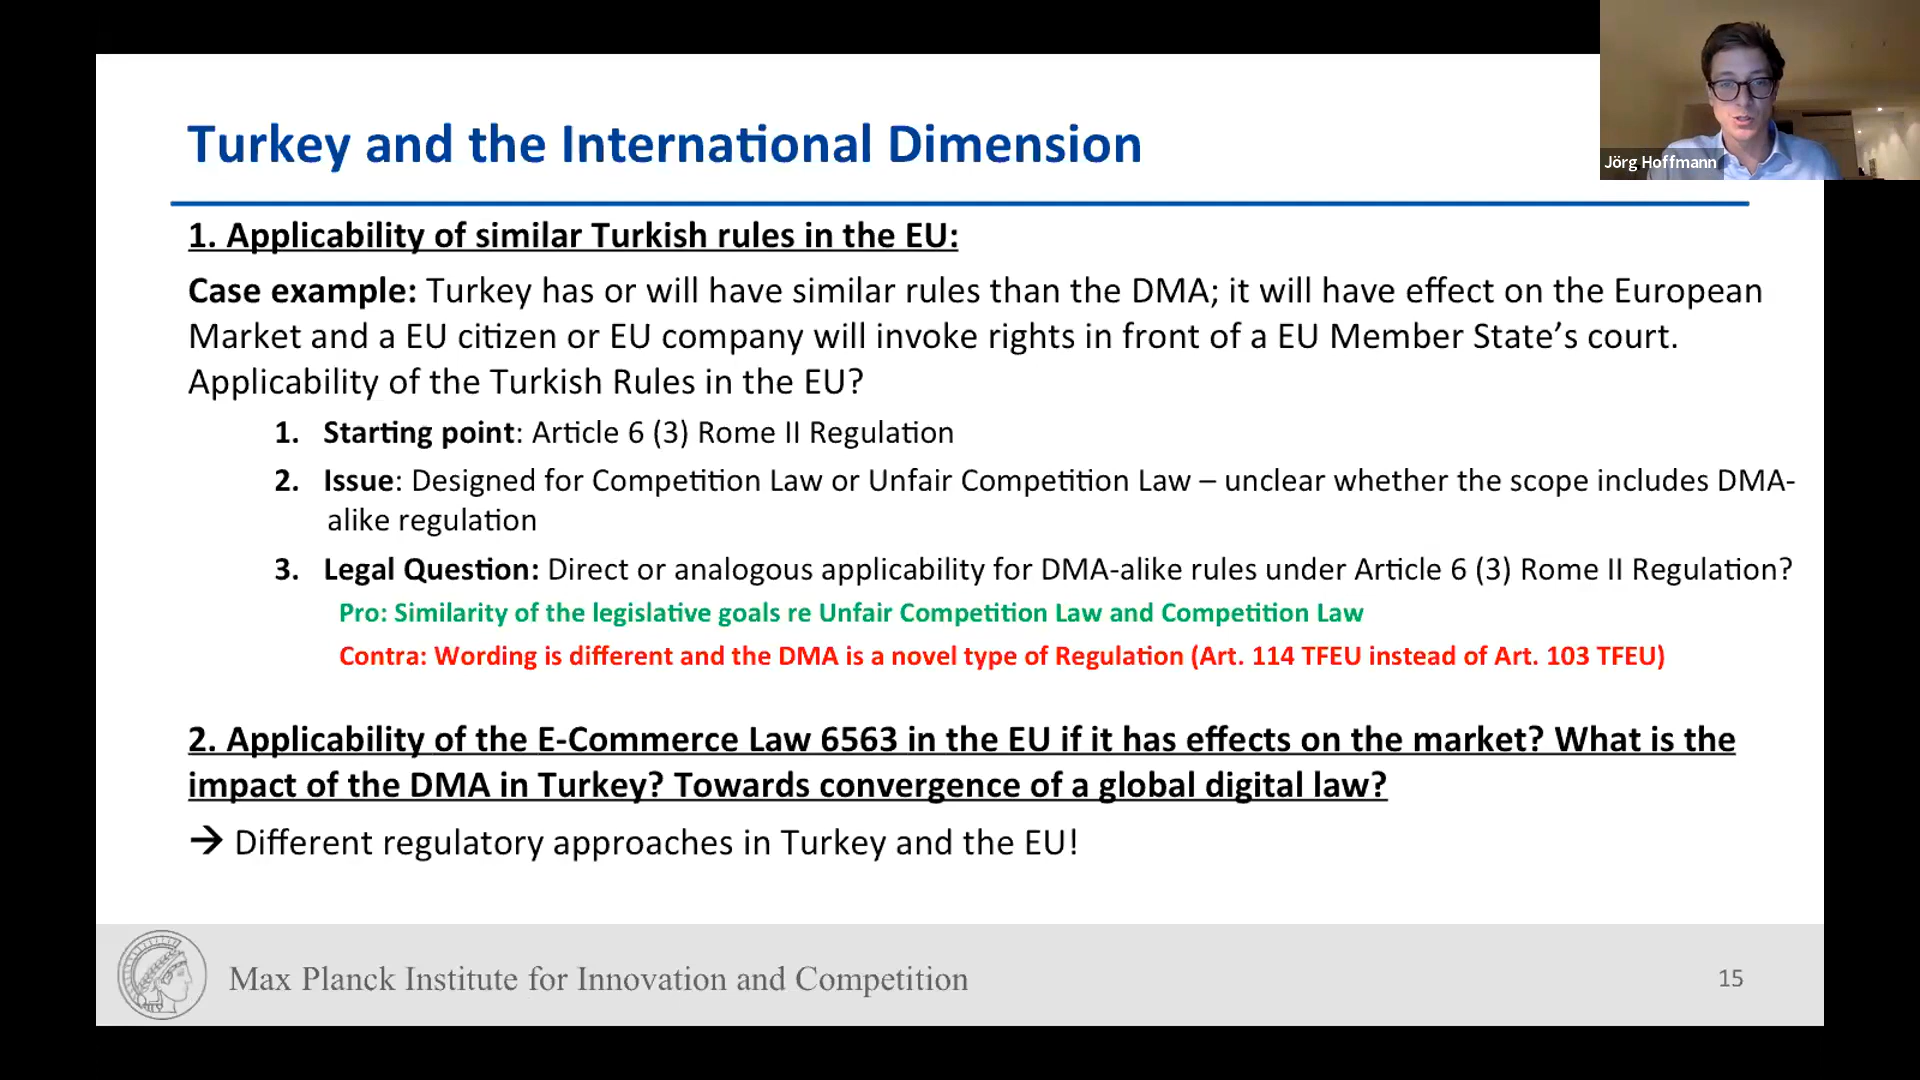 Turkey and the International Dimension
Jörg Hoffmann
1. Applicability of similar Turkish rules in the EU:
Case example: Turkey has or will have similar rules than the DMA; it will have effect on the European
Market and a EU citizen or EU company will invoke rights in front of a EU Member State’s court.
Applicability of the Turkish Rules in the EU?
1. Starting point: Article 6 (3) Rome II Regulation
2. Issue: Designed for Competition Law or Unfair Competition Law – unclear whether the scope includes DMA-
alike regulation
3. Legal Question: Direct or analogous applicability for DMA-alike rules under Article 6 (3) Rome II Regulation?
Pro: Similarity of the legislative goals re Unfair Competition Law and Competition Law
Contra: Wording is different and the DMA is a novel type of Regulation (Art. 114 TFEU instead of Art. 103 TFEU)
2. Applicability of the E-Commerce Law 6563 in the EU if it has effects on the market? What is the
impact of the DMA in Turkey? Towards convergence of a global digital law?
→ Different regulatory approaches in Turkey and the EU!
Max Planck Institute for Innovation and Competition
15